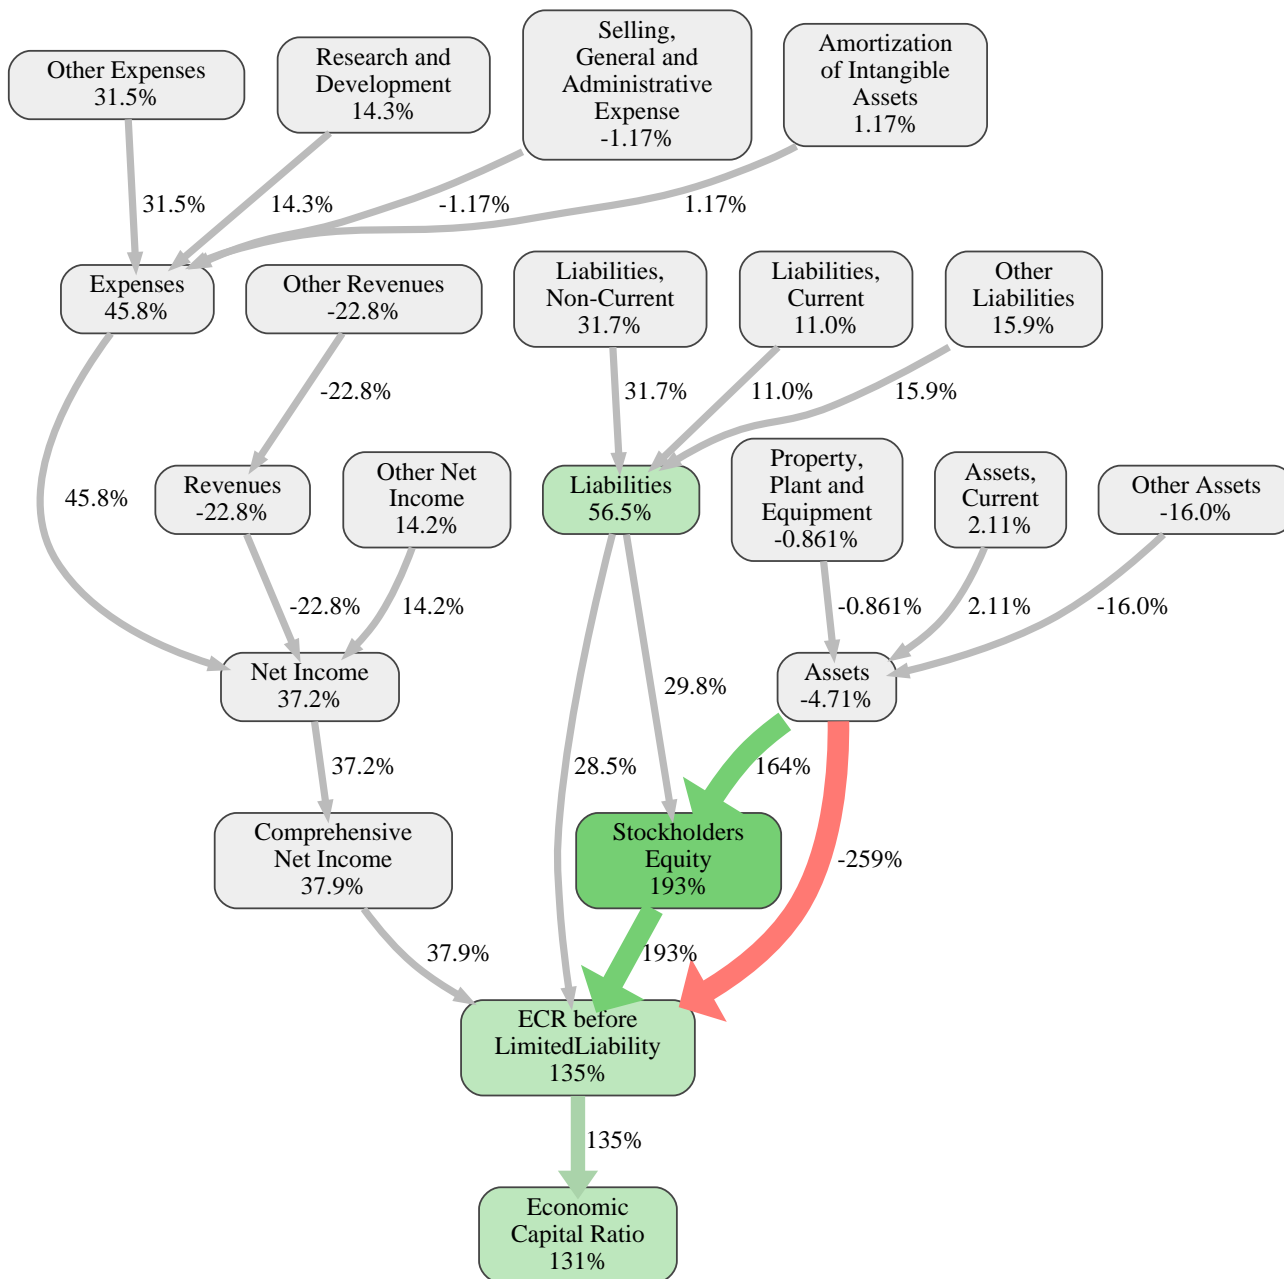 Other Expenses
31.5%
Research and
Development
14.3%
Selling,
General and
Administrative
Expense
-1.17%
Amortization
of Intangible
Assets
1.17%
31.5%
14.3%
-1.17%
1.17%
Expenses
45.8%
Other Revenues
-22.8%
Liabilities,
Non-Current
31.7%
Liabilities,
Current
11.0%
Other
Liabilities
15.9%
-22.8%
31.7%
11.0%
15.9%
45.8%
Revenues
-22.8%
Other Net
Income
14.2%
Liabilities
56.5%
Property,
Plant and
Equipment
-0.861%
Assets,
Current
2.11%
Other Assets
-16.0%
-22.8%
14.2%
-0.861%
2.11%
-16.0%
Net Income
37.2%
29.8%
Assets
-4.71%
37.2%
28.5%
164%
-259%
Comprehensive
Net Income
37.9%
Stockholders
Equity
193%
37.9%
193%
ECR before
LimitedLiability
135%
135%
Economic
Capital Ratio
131%